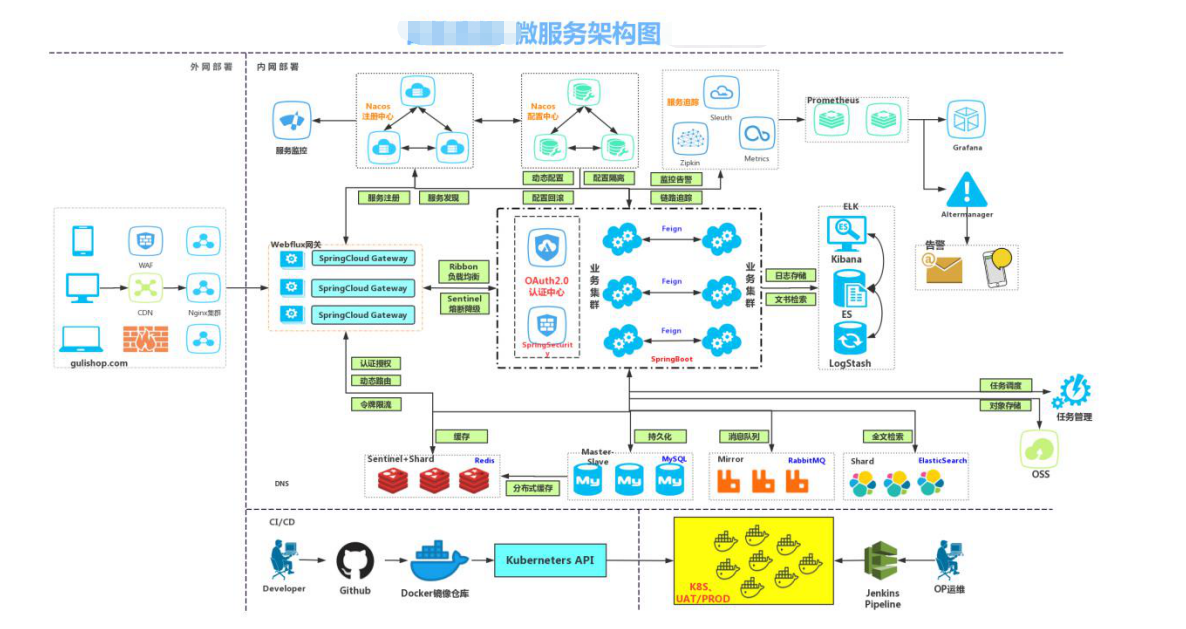 微服务架构图
外网部署
内网部署
Nacos
注册中心
Nacos
配置中心
服务追踪
Sleuth
Zipkin
Metrics
Prometheus
Grafana
服务监控
动态配置
配置隔离
监控告警
服务注册
服务发现
配置回滚
链路追踪
Altermanager
告警
WAF
CDN
Nginx集群
gulishop.com
Webflux网关
SpringCloud Gateway
SpringCloud Gateway
SpringCloud Gateway
Ribbon
负载均衡
Sentinel
熔断降级
OAuth2.0
认证中心
SpringSecurit
y
业务集群
Feign
Feign
Feign
业务集群
SpringBoot
日志存储
文书检索
ELK
Kibana
ES
ES
LogStash
认证授权
动态路由
令牌限流
任务调度
对象存储
任务管理
OSS
缓存
持久化
消息队列
全文检索
Sentinel+Shard
Redis
分布式缓存
Master-
Slave
MySQL
My
My
My
Mirror
RabbitMQ
Shard
ElasticSearch
DNS
CI/CD
Developer
Github
Docker镜像仓库
Kuberneters API
K8S、
UAT/PROD
Jenkins
Pipeline
OP运维